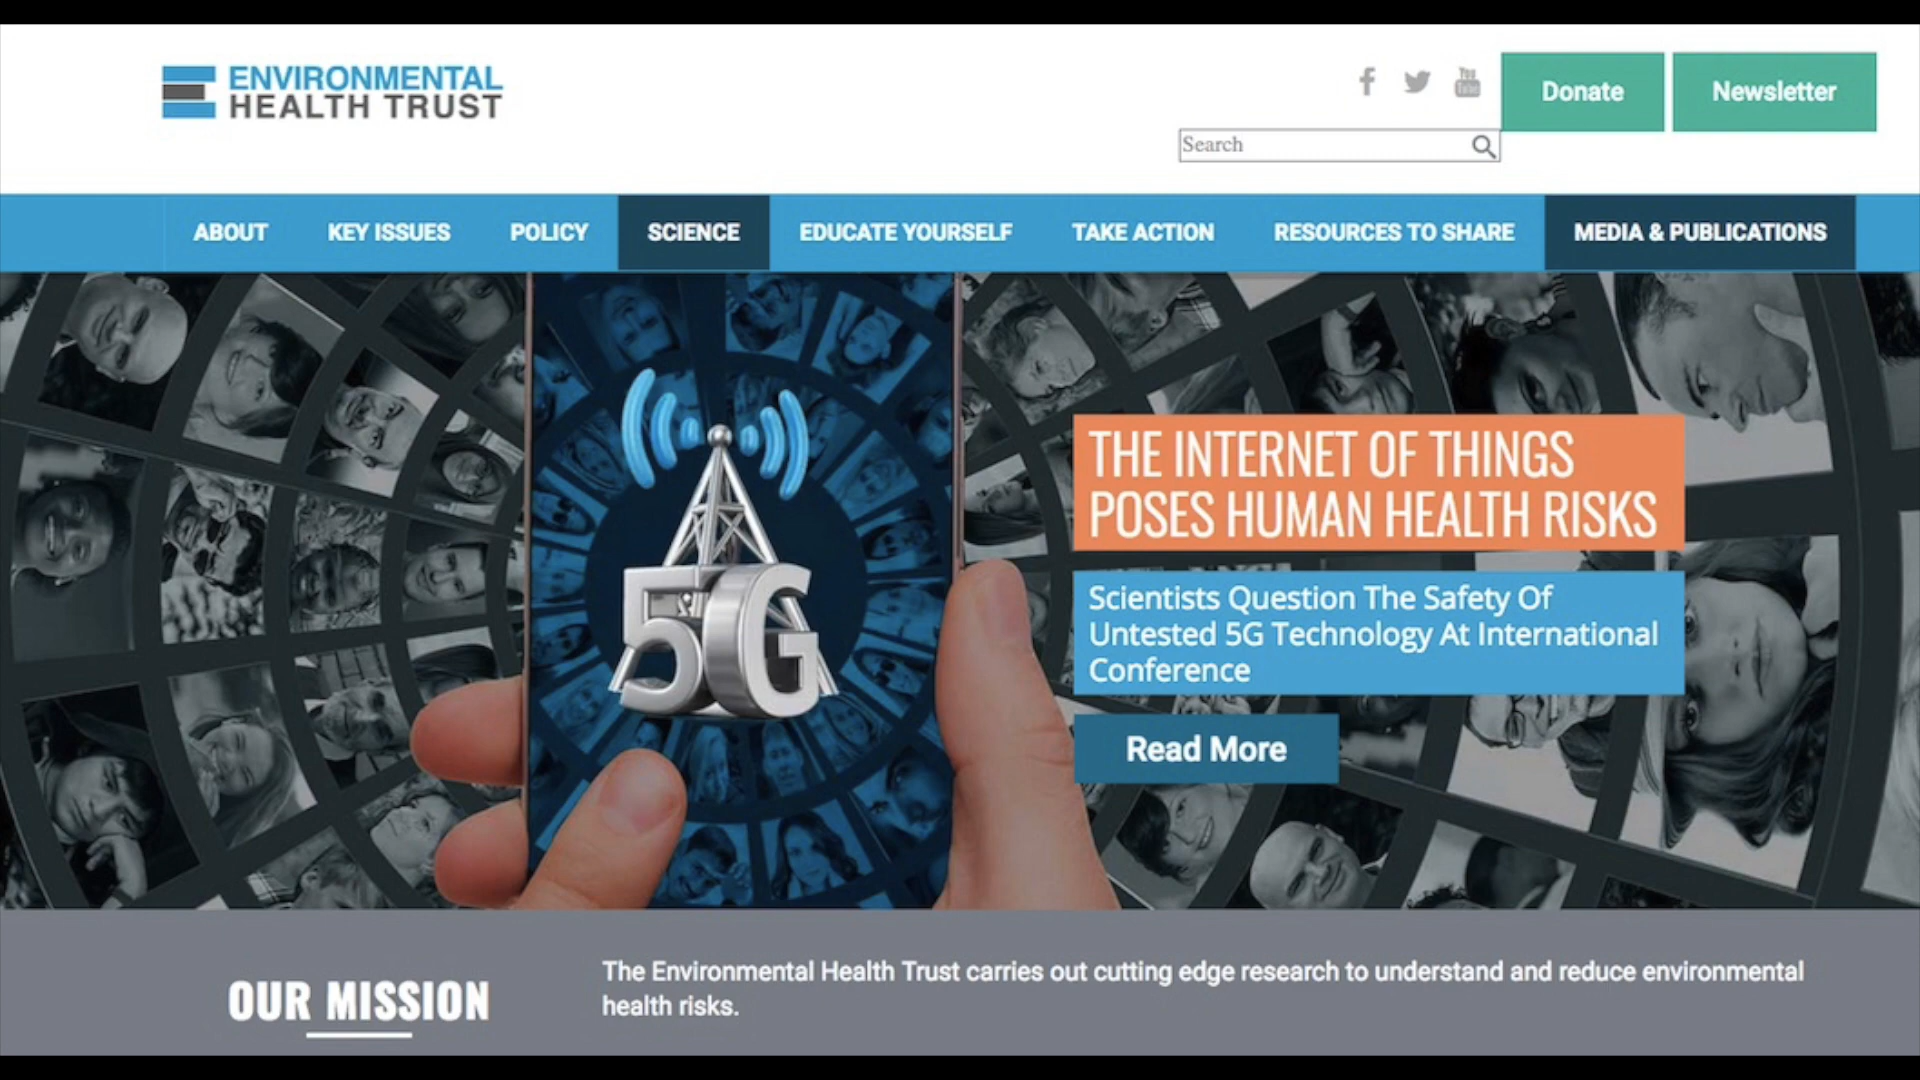 ENVIRONMENTAL
HEALTH TRUST
You
Tube
Donate
Newsletter
Search
ABOUT
KEY ISSUES
POLICY
SCIENCE
EDUCATE YOURSELF
TAKE ACTION
RESOURCES TO SHARE
MEDIA & PUBLICATIONS
5G
THE INTERNET OF THINGS
POSES HUMAN HEALTH RISKS
Scientists Question The Safety Of
Untested 5G Technology At International
Conference
Read More
OUR MISSION
The Environmental Health Trust carries out cutting edge research to understand and reduce environmental
health risks.